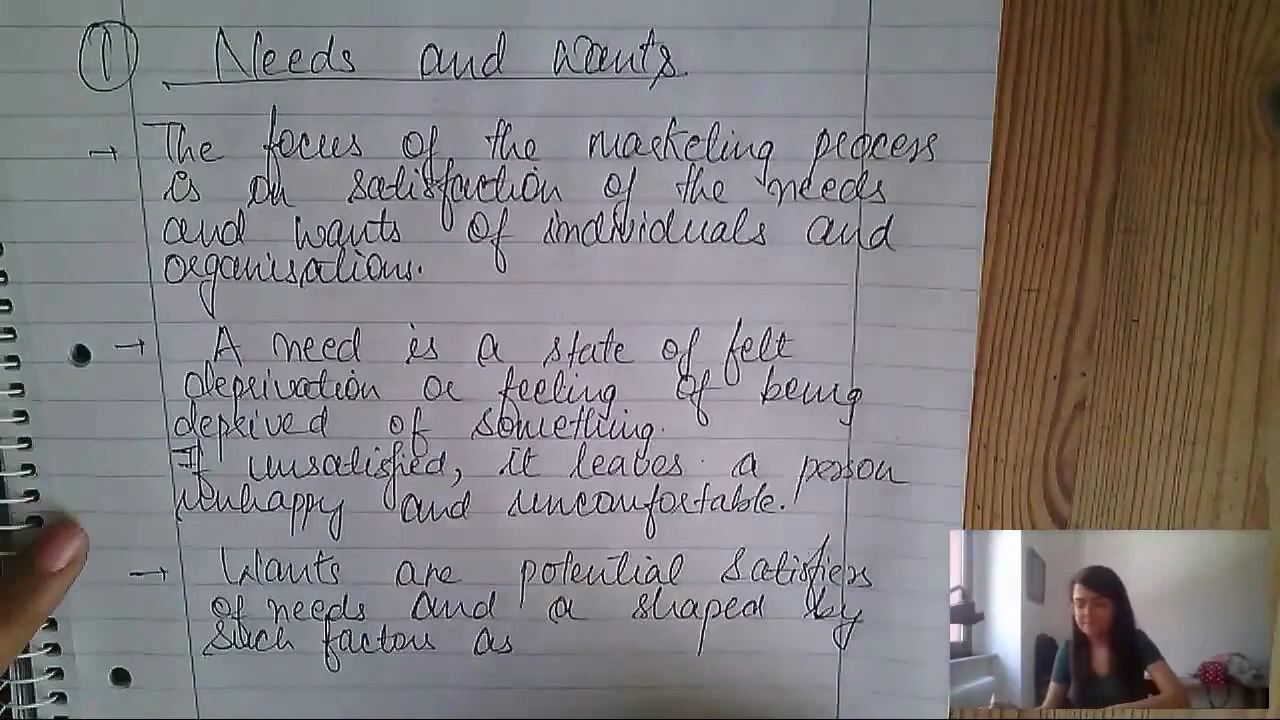 ① Needs and wants
→ The focus of the marketing process
is on satisfaction of the needs
and wants of individuals and
organisations.
→ A need is a state of felt
deprivation or feeling of being
deprived of something.
If unsatisfied, it leaves a person
unhappy and uncomfortable.
→ Wants are potential satisfiers
of needs and a shaped by
such factors as